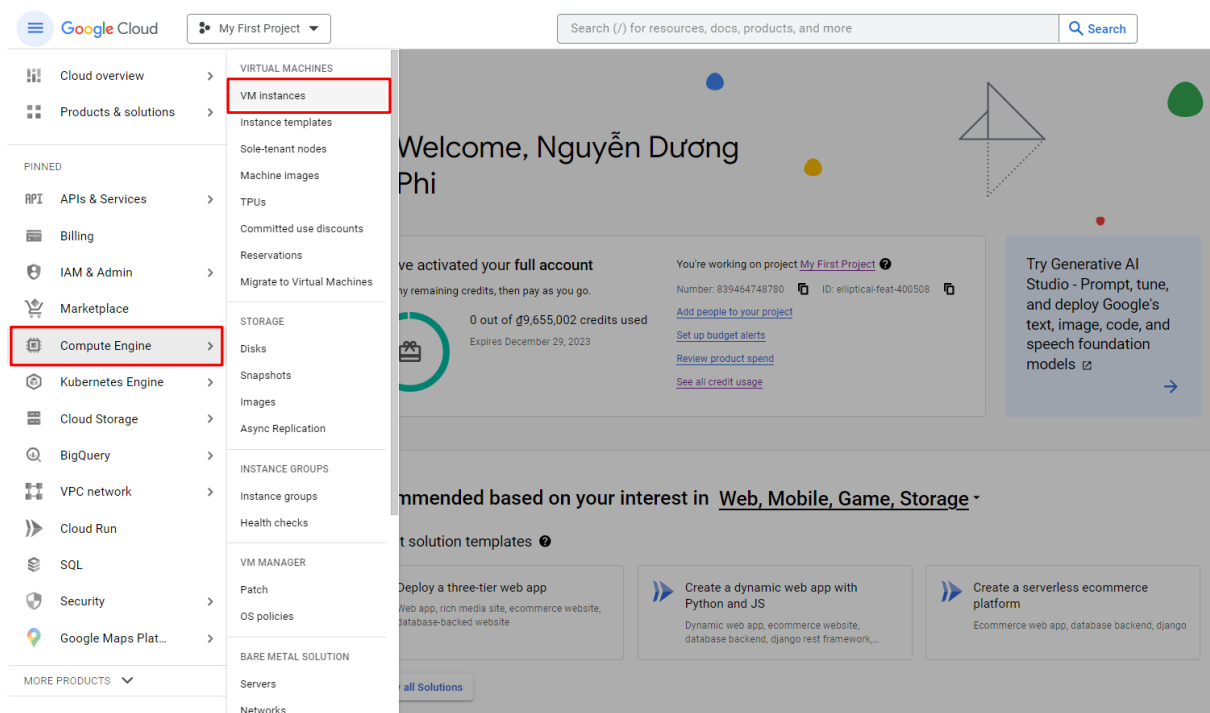 Google Cloud
My First Project
Search (/) for resources, docs, products, and more
Search
Cloud overview
Products & solutions
PINNED
API APIs & Services
Billing
IAM & Admin
Marketplace
Compute Engine
Kubernetes Engine
Cloud Storage
BigQuery
VPC network
Cloud Run
SQL
Security
Google Maps Plat...
MORE PRODUCTS
VIRTUAL MACHINES
VM instances
Instance templates
Sole-tenant nodes
Machine images
TPUs
Committed use discounts
Reservations
Migrate to Virtual Machines
STORAGE
Disks
Snapshots
Images
Async Replication
INSTANCE GROUPS
Instance groups
Health checks
VM MANAGER
Patch
OS policies
BARE METAL SOLUTION
Servers
Networks
Welcome, Nguyễn Dương
Phi
ve activated your full account
ny remaining credits, then pay as you go.
0 out of ₫9,655,002 credits used
Expires December 29, 2023
You're working on project My First Project
Number: 839464748780 ID: elliptical-feat-400508
Add people to your project
Set up budget alerts
Review product spend
See all credit usage
Try Generative AI
Studio - Prompt, tune,
and deploy Google's
text, image, code, and
speech foundation
models
mmended based on your interest in Web, Mobile, Game, Storage
t solution templates
Deploy a three-tier web app
Web app, rich media site, ecommerce website,
database-backed website
Create a dynamic web app with
Python and JS
Dynamic web app, ecommerce website,
database backend, django rest framework,...
Create a serverless ecommerce
platform
Ecommerce web app, database backend, django
all Solutions